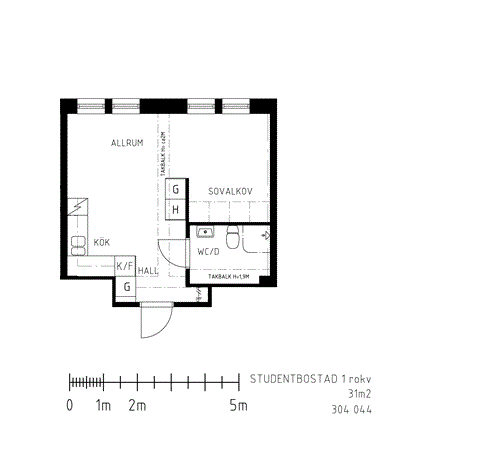 ALLRUM
TAKBALK H= ca2M
G
SOVALKOV
H
KÖK
WC/D
K/F
HALL
TAKBALK H=1,9M
G
STUDENTBOSTAD 1 rokv
31m2
304 044
0 1m 2m 5m